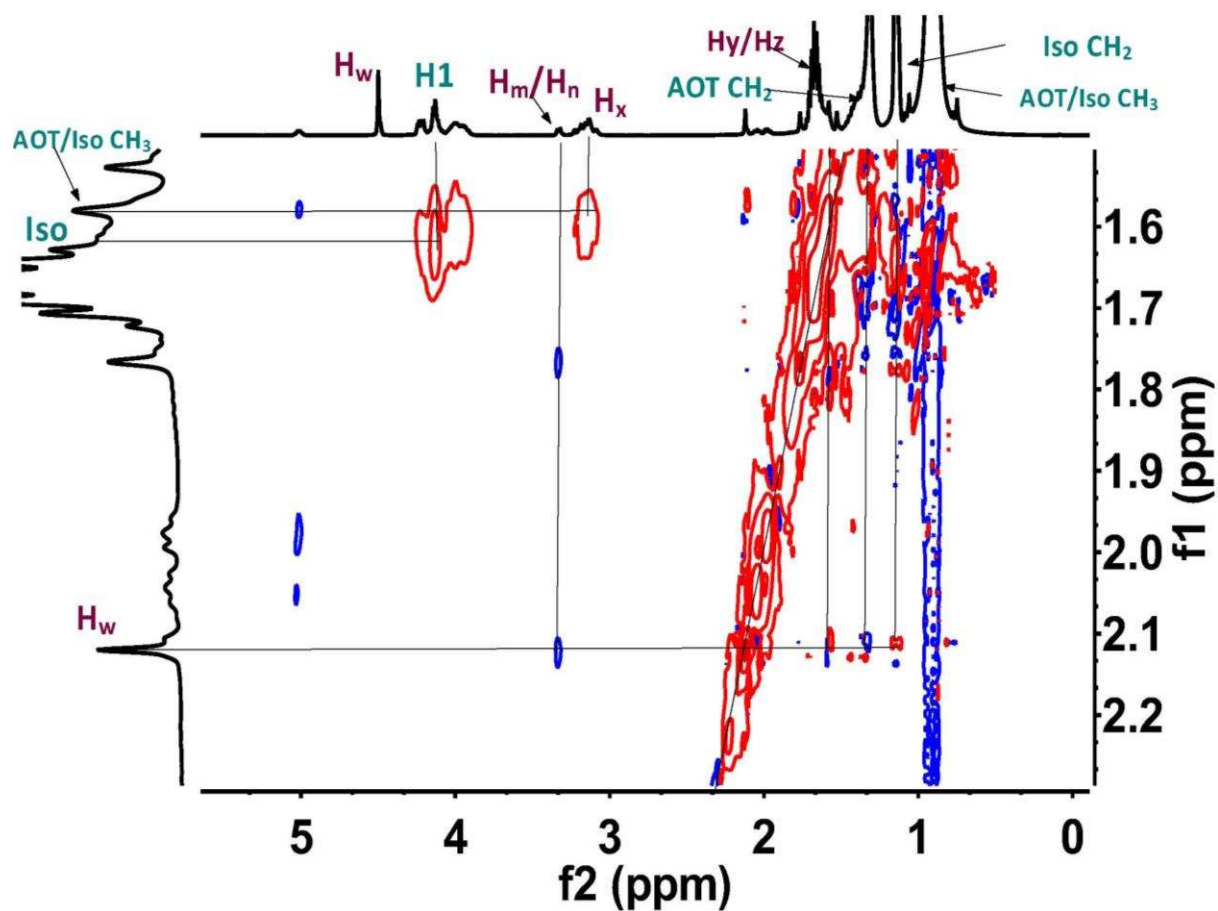 Hw
H1
Hm/Hn
Hx
Hy/Hz
AOT CH2
Iso CH2
AOT/Iso CH3
AOT/Iso CH3
Iso
Hw
1.6
1.7
1.8
1.9
2.0
2.1
2.2
f1 (ppm)
5 4 3 2 1 0
f2 (ppm)